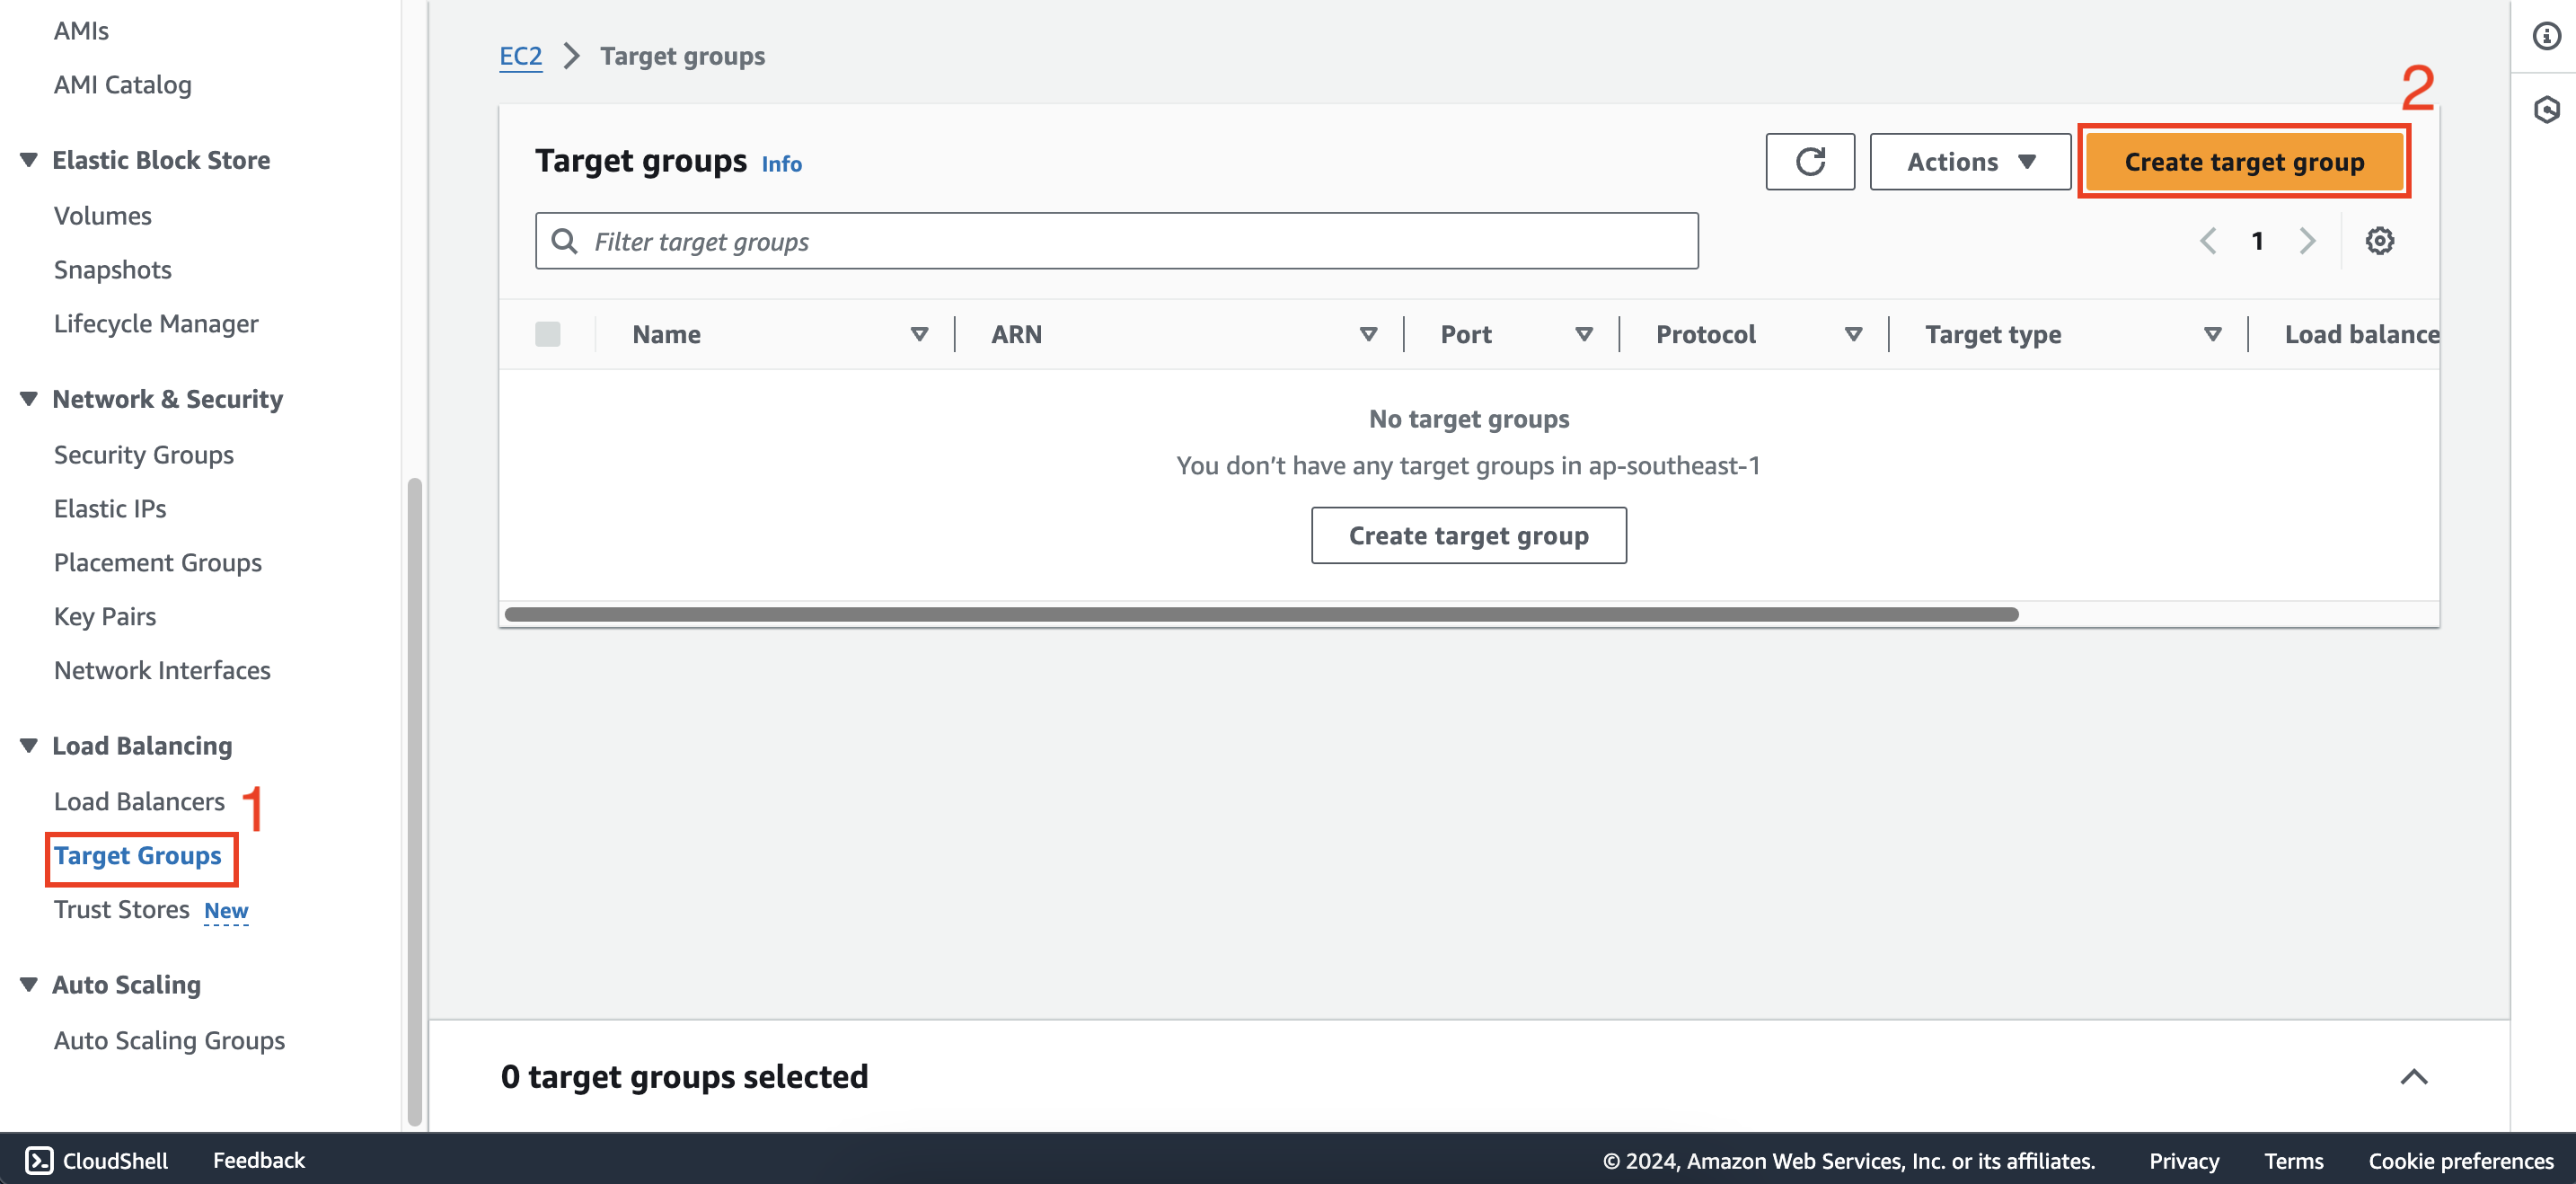 AMIs
AMI Catalog
Elastic Block Store
Volumes
Snapshots
Lifecycle Manager
Network & Security
Security Groups
Elastic IPs
Placement Groups
Key Pairs
Network Interfaces
Load Balancing
Load Balancers 1
Target Groups
Trust Stores New
Auto Scaling
Auto Scaling Groups
EC2 > Target groups
2
Target groups Info
Actions
Create target group
Filter target groups
1
Name ARN Port Protocol Target type Load balance
No target groups
You don’t have any target groups in ap-southeast-1
Create target group
0 target groups selected
CloudShell Feedback © 2024, Amazon Web Services, Inc. or its affiliates. Privacy Terms Cookie preferences